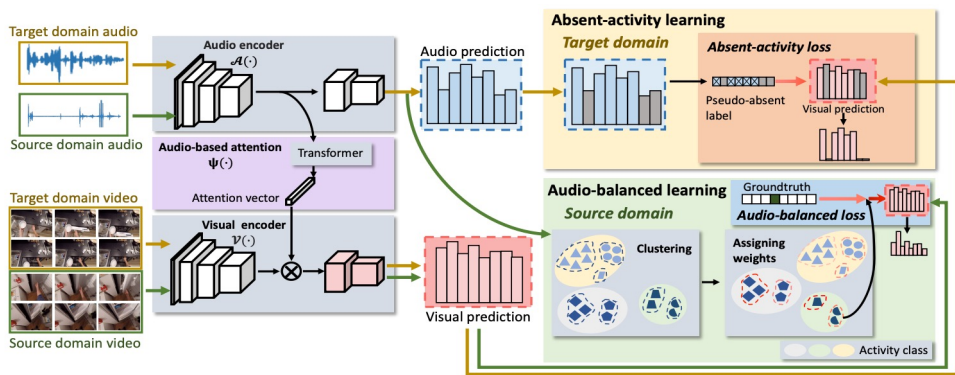 Target domain audio
Source domain audio
Target domain video
Source domain video
Audio encoder
𝒜(·)
Audio-based attention
Ψ(·)
Transformer
Attention vector
Visual encoder
𝒱(·)
Audio prediction
Visual prediction
Absent-activity learning
Target domain
Absent-activity loss
Pseudo-absent
label
Visual prediction
Audio-balanced learning
Source domain
Groundtruth
Audio-balanced loss
Clustering
Assigning
weights
Activity class